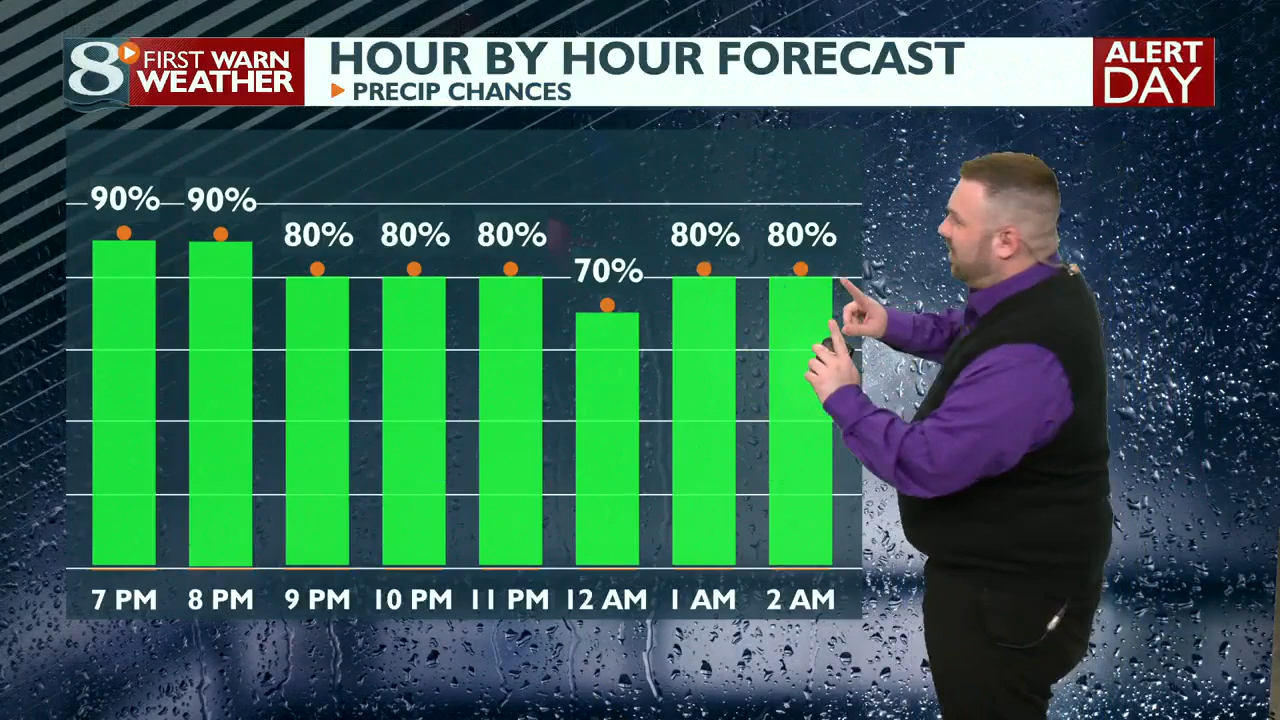 8 FIRST WARN
WEATHER
HOUR BY HOUR FORECAST
PRECIP CHANCES
ALERT
DAY
90% 90% 80% 80% 80% 70% 80% 80%
7 PM 8 PM 9 PM 10 PM 11 PM 12 AM 1 AM 2 AM